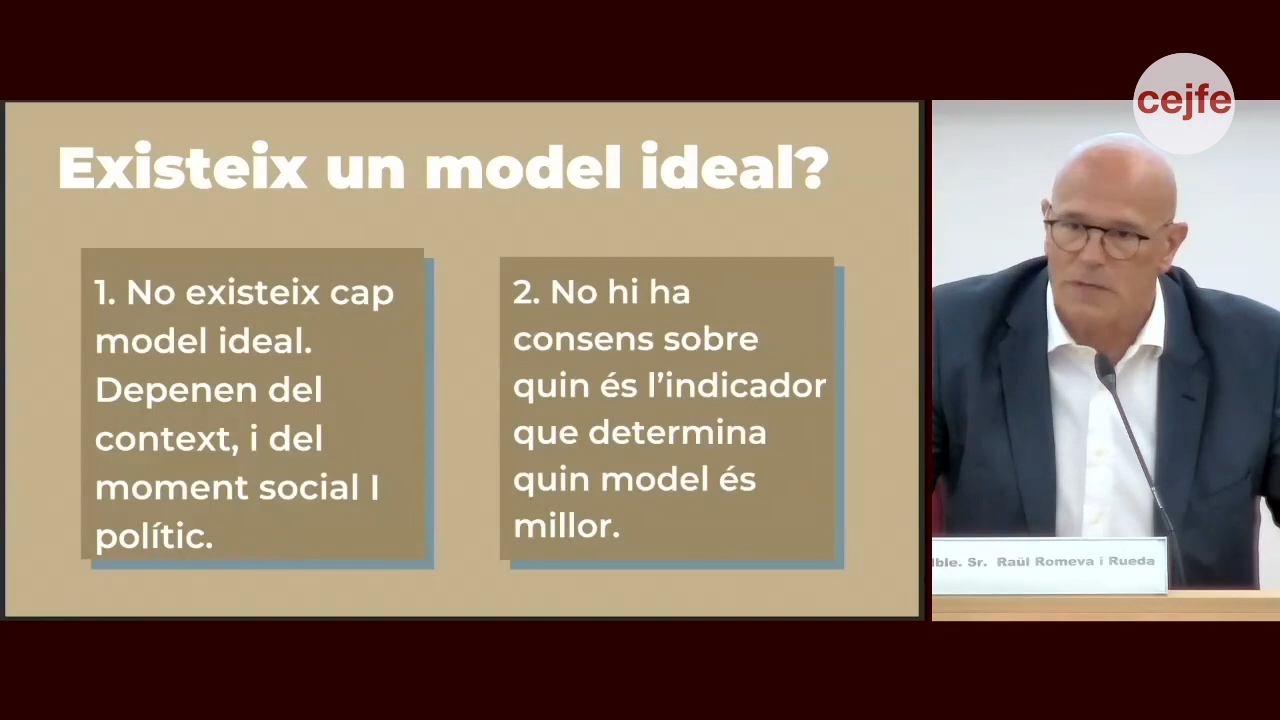 cejfe
Existeix un model ideal?
1. No existeix cap
model ideal.
Depenen del
context, i del
moment social I
polític.
2. No hi ha
consens sobre
quin és l’indicador
que determina
quin model és
millor.
Sr. Raül Romeva i Rueda